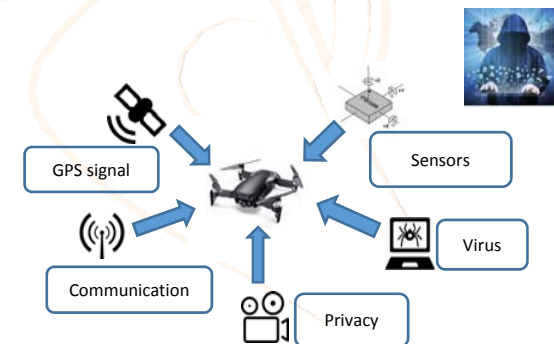 GPS signal
Sensors
Communication
Virus
Privacy